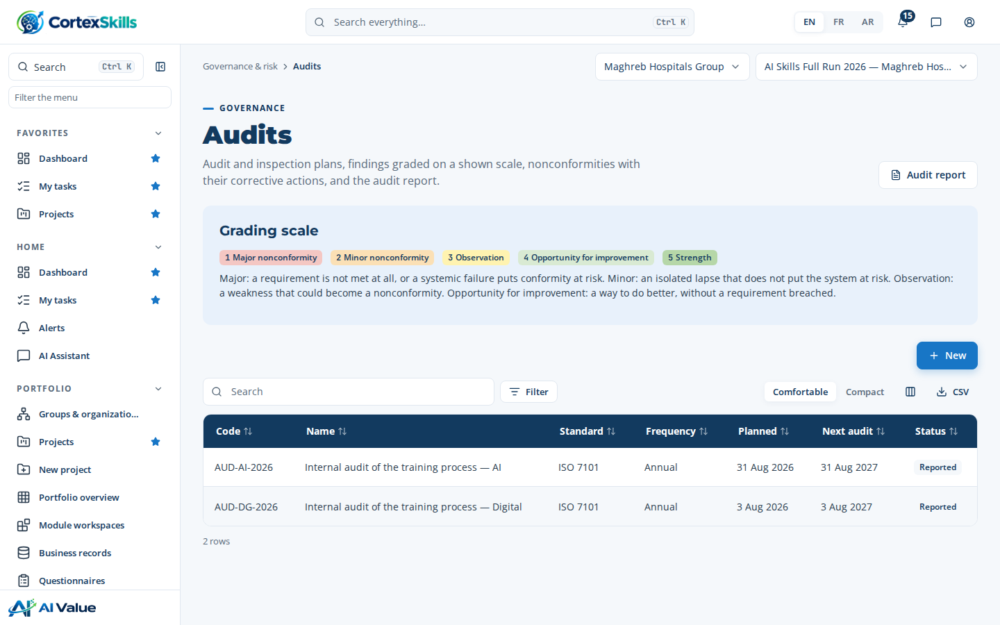 CortexSkills
Search everything...
Ctrl K
EN
FR
AR
15
Search
Ctrl K
Filter the menu
FAVORITES
Dashboard
My tasks
Projects
HOME
Dashboard
My tasks
Alerts
AI Assistant
PORTFOLIO
Groups & organizatio...
Projects
New project
Portfolio overview
Module workspaces
Business records
Questionnaires
AI AI Value
Governance & risk > Audits
Maghreb Hospitals Group
AI Skills Full Run 2026 — Maghreb Hos...
GOVERNANCE
Audits
Audit and inspection plans, findings graded on a shown scale, nonconformities with
their corrective actions, and the audit report.
Audit report
Grading scale
1 Major nonconformity
2 Minor nonconformity
3 Observation
4 Opportunity for improvement
5 Strength
Major: a requirement is not met at all, or a systemic failure puts conformity at risk. Minor: an isolated lapse that does not put the system at risk. Observation:
a weakness that could become a nonconformity. Opportunity for improvement: a way to do better, without a requirement breached.
+ New
Search
Filter
Comfortable
Compact
CSV
Code Name Standard Frequency Planned Next audit Status
AUD-AI-2026 Internal audit of the training process — AI ISO 7101 Annual 31 Aug 2026 31 Aug 2027 Reported
AUD-DG-2026 Internal audit of the training process — Digital ISO 7101 Annual 3 Aug 2026 3 Aug 2027 Reported
2 rows